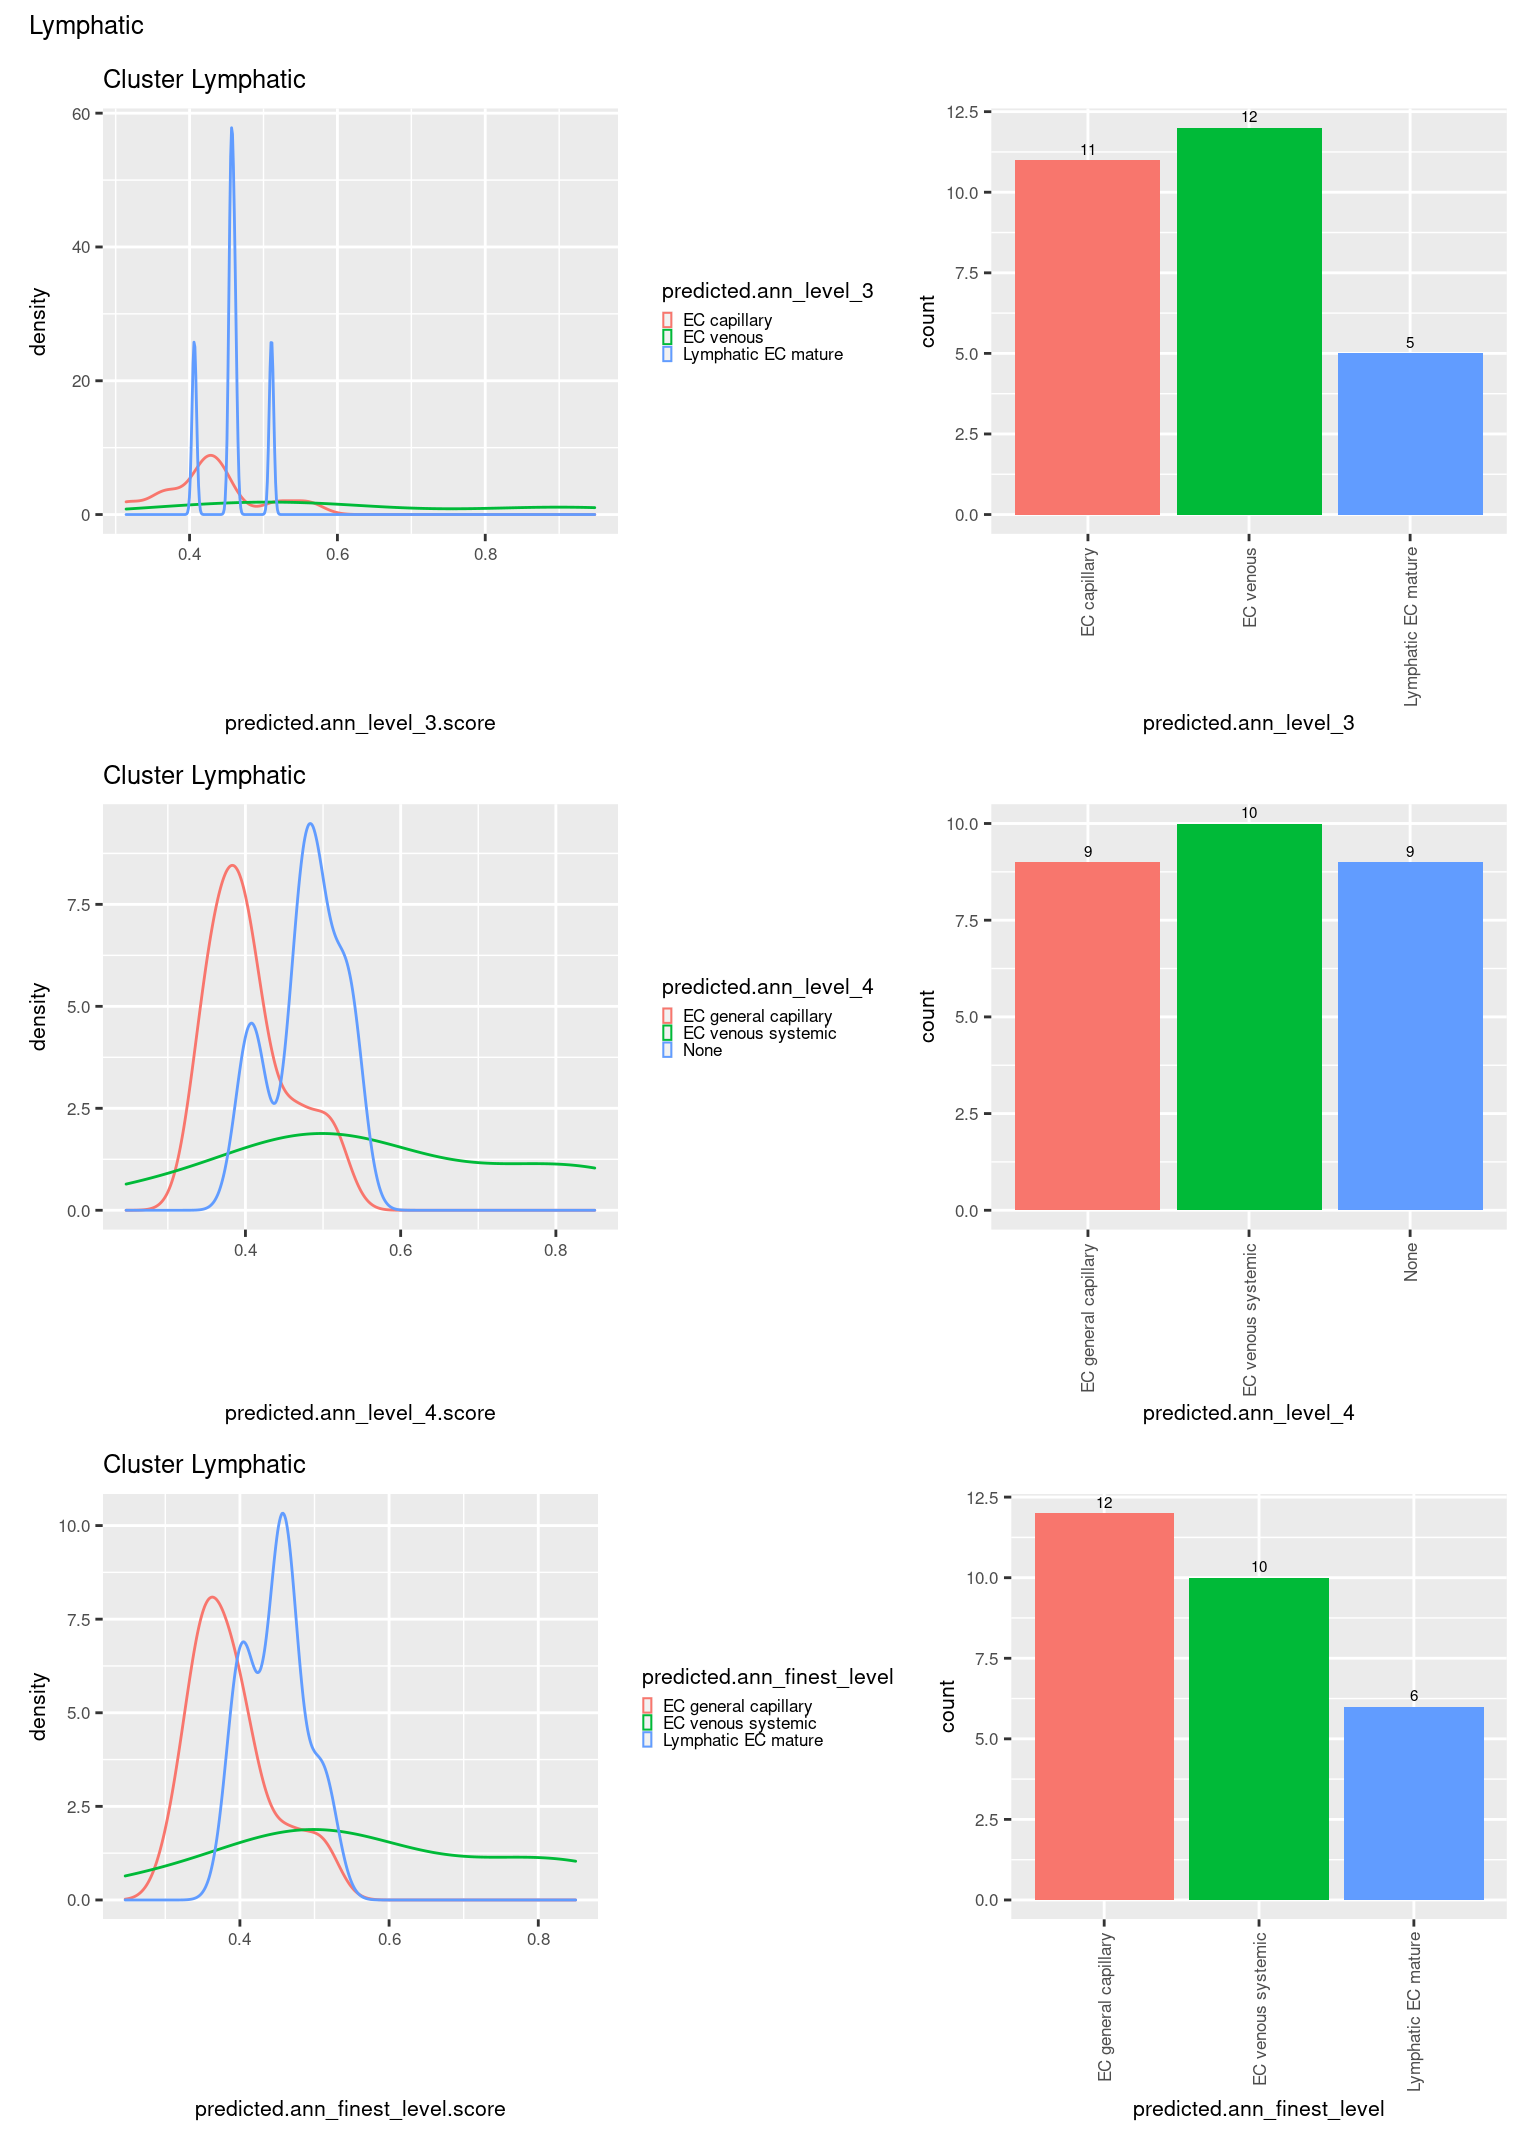 Lymphatic
Cluster Lymphatic
60
40
20
0
density
0.4
0.6
0.8
predicted.ann_level_3.score
predicted.ann_level_3
EC capillary
EC venous
Lymphatic EC mature
12.5
10.0
7.5
5.0
2.5
0.0
count
11
12
5
EC capillary
EC venous
Lymphatic EC mature
predicted.ann_level_3
Cluster Lymphatic
7.5
5.0
2.5
0.0
density
0.4
0.6
0.8
predicted.ann_level_4.score
predicted.ann_level_4
EC general capillary
EC venous systemic
None
10.0
7.5
5.0
2.5
0.0
count
9
10
9
EC general capillary
EC venous systemic
None
predicted.ann_level_4
Cluster Lymphatic
10.0
7.5
5.0
2.5
0.0
density
0.4
0.6
0.8
predicted.ann_finest_level.score
predicted.ann_finest_level
EC general capillary
EC venous systemic
Lymphatic EC mature
12.5
10.0
7.5
5.0
2.5
0.0
count
12
10
6
EC general capillary
EC venous systemic
Lymphatic EC mature
predicted.ann_finest_level